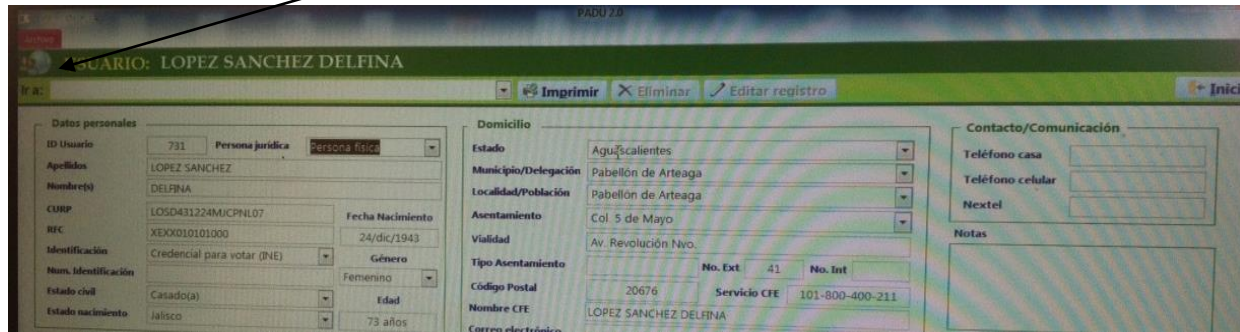 PADU 2.0
Archivo
USUARIO: LOPEZ SANCHEZ DELFINA
Ir a: Imprimir Eliminar Editar registro Inici
Datos personales
ID Usuario 731 Persona jurídica Persona física
Apellidos LOPEZ SANCHEZ
Nombre(s) DELFINA
CURP LOSD431224MJCPNL07 Fecha Nacimiento
RFC XEXX010101000 24/dic/1943
Identificación Credencial para votar (INE) Género
Num. Identificación Femenino
Estado civil Casado(a) Edad
Estado nacimiento Jalisco 73 años
Domicilio
Estado Aguascalientes
Municipio/Delegación Pabellón de Arteaga
Localidad/Población Pabellón de Arteaga
Asentamiento Col. 5 de Mayo
Vialidad Av. Revolución Nvo.
Tipo Asentamiento No. Ext 41 No. Int
Código Postal 20676 Servicio CFE 101-800-400-211
Nombre CFE LOPEZ SANCHEZ DELFINA
Correo electrónico
Contacto/Comunicación
Teléfono casa
Teléfono celular
Nextel
Notas